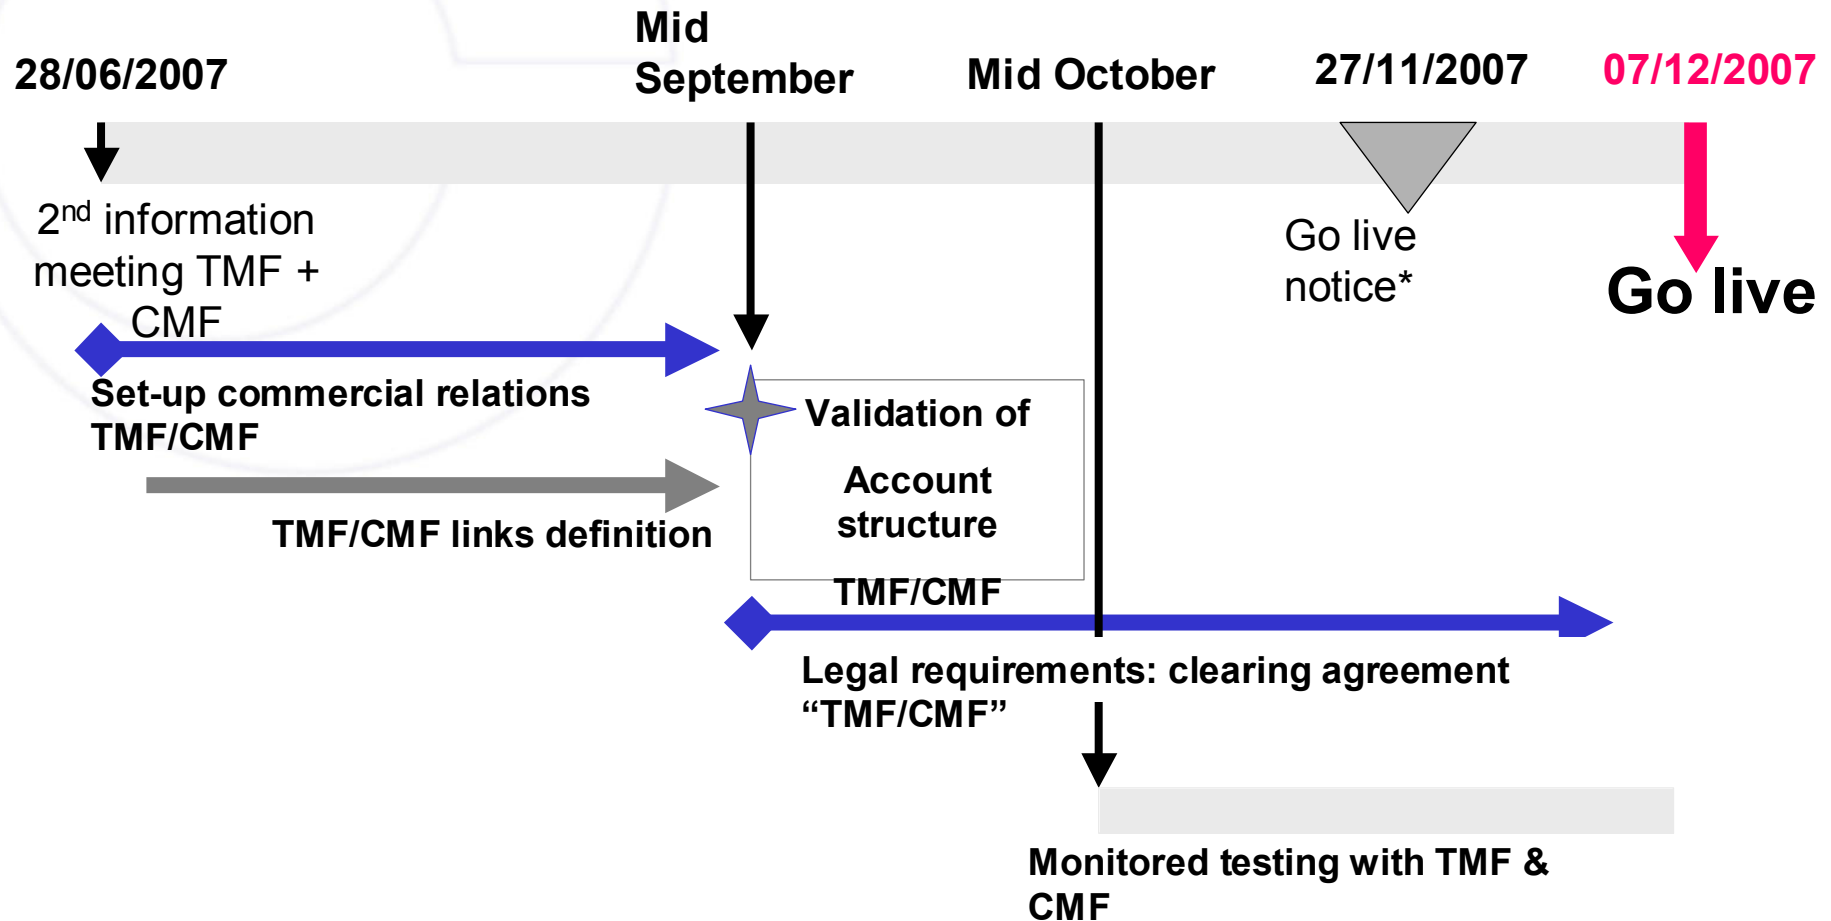 Mid
September
28/06/2007
Mid October
27/11/2007
07/12/2007
2nd information
meeting TMF +
CMF
Go live
notice*
Go live
Set-up commercial relations
TMF/CMF
Validation of
Account
structure
TMF/CMF
TMF/CMF links definition
Legal requirements: clearing agreement
“TMF/CMF”
Monitored testing with TMF &
CMF